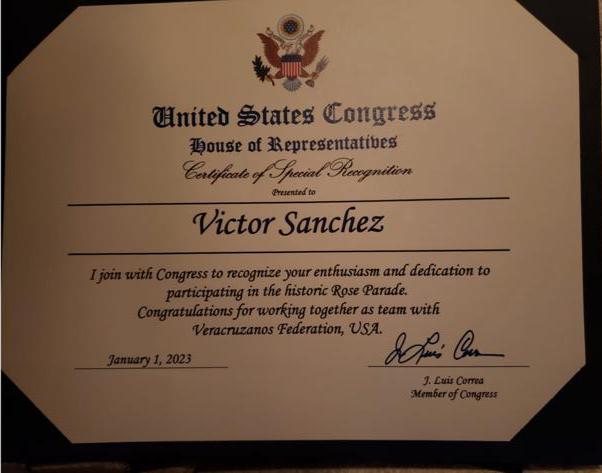 United States Congress
House of Representatives
Certificate of Special Recognition
Presented to
Victor Sanchez
I join with Congress to recognize your enthusiasm and dedication to
participating in the historic Rose Parade.
Congratulations for working together as team with
Veracruzanos Federation, USA.
January 1, 2023
J. Luis Correa
J. Luis Correa
Member of Congress